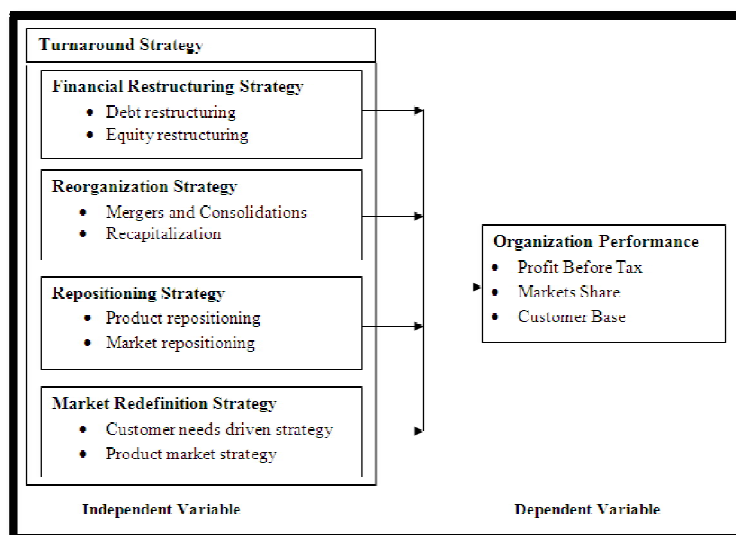 Turnaround Strategy
Financial Restructuring Strategy
• Debt restructuring
• Equity restructuring
Reorganization Strategy
• Mergers and Consolidations
• Recapitalization
Repositioning Strategy
• Product repositioning
• Market repositioning
Market Redefinition Strategy
• Customer needs driven strategy
• Product market strategy
Independent Variable
Organization Performance
• Profit Before Tax
• Markets Share
• Customer Base
Dependent Variable